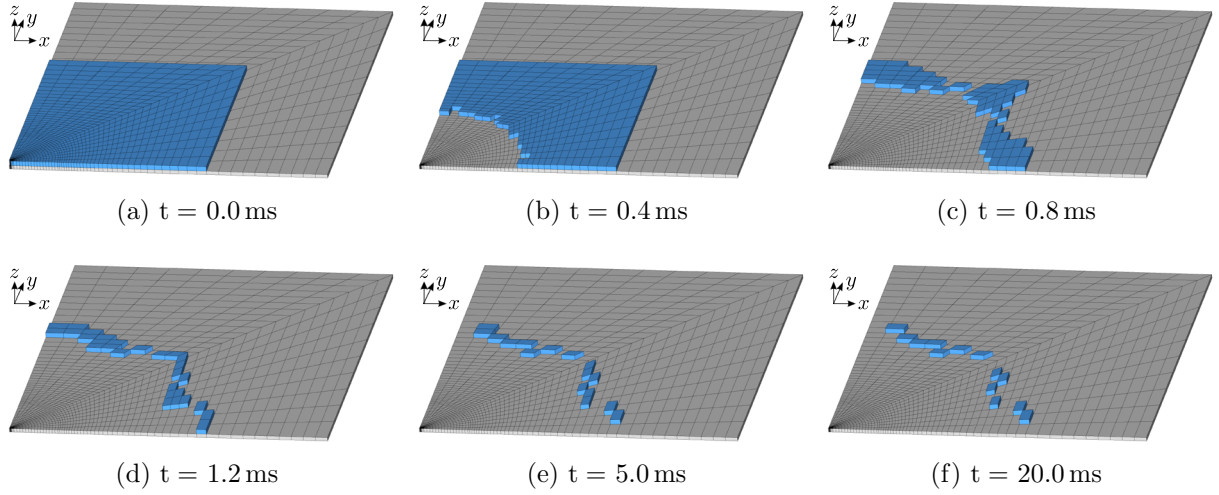 z y x
z y x
z y x
(a) t = 0.0 ms
(b) t = 0.4 ms
(c) t = 0.8 ms
z y x
z y x
z y x
(d) t = 1.2 ms
(e) t = 5.0 ms
(f) t = 20.0 ms